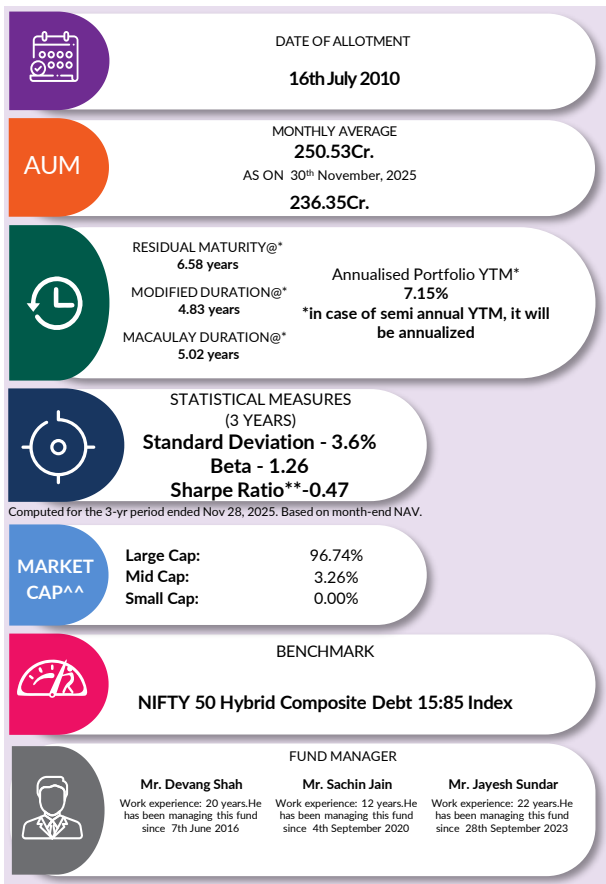 DATE OF ALLOTMENT
16th July 2010
AUM
MONTHLY AVERAGE
250.53Cr.
AS ON 30th November, 2025
236.35Cr.
RESIDUAL MATURITY@*
6.58 years
MODIFIED DURATION@*
4.83 years
MACAULAY DURATION@*
5.02 years
Annualised Portfolio YTM*
7.15%
*in case of semi annual YTM, it will
be annualized
STATISTICAL MEASURES
(3 YEARS)
Standard Deviation - 3.6%
Beta - 1.26
Sharpe Ratio**-0.47
Computed for the 3-yr period ended Nov 28, 2025. Based on month-end NAV.
MARKET
CAP^^
Large Cap: 96.74%
Mid Cap: 3.26%
Small Cap: 0.00%
BENCHMARK
NIFTY 50 Hybrid Composite Debt 15:85 Index
FUND MANAGER
Mr. Devang Shah
Work experience: 20 years.He
has been managing this fund
since 7th June 2016
Mr. Sachin Jain
Work experience: 12 years.He
has been managing this fund
since 4th September 2020
Mr. Jayesh Sundar
Work experience: 22 years.He
has been managing this fund
since 28th September 2023